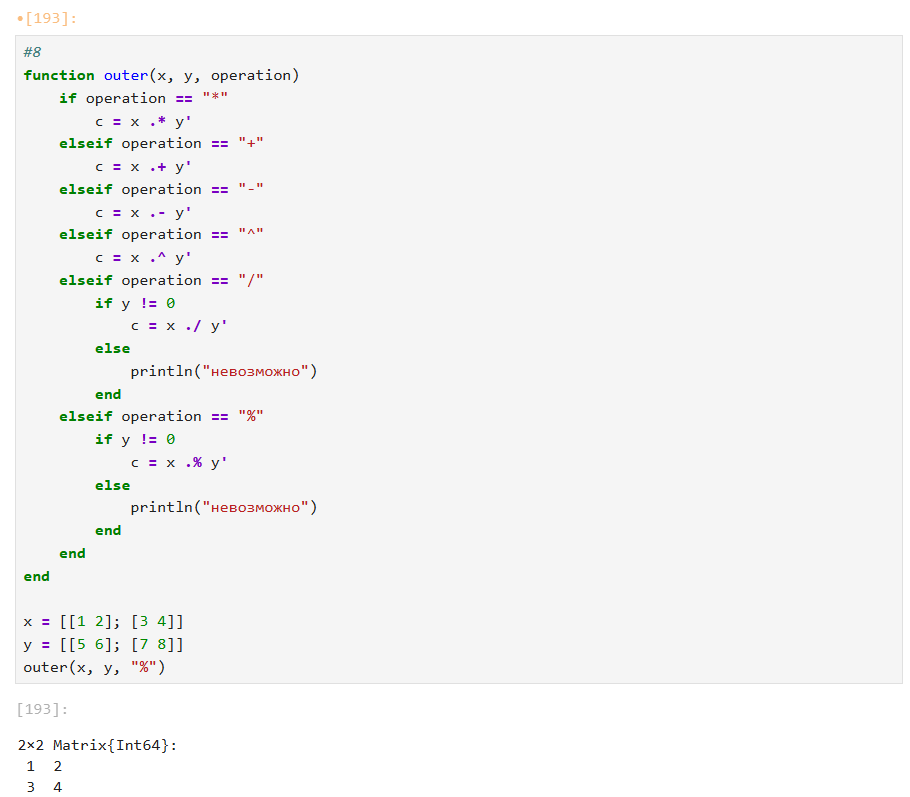 •[193]:
#8
function outer(x, y, operation)
    if operation == "*"
        c = x .* y'
    elseif operation == "+"
        c = x .+ y'
    elseif operation == "-"
        c = x .- y'
    elseif operation == "^"
        c = x .^ y'
    elseif operation == "/"
        if y != 0
            c = x ./ y'
        else
            println("невозможно")
        end
    elseif operation == "%"
        if y != 0
            c = x .% y'
        else
            println("невозможно")
        end
    end
end

x = [[1 2]; [3 4]]
y = [[5 6]; [7 8]]
outer(x, y, "%")
[193]:
2×2 Matrix{Int64}:
 1  2
 3  4